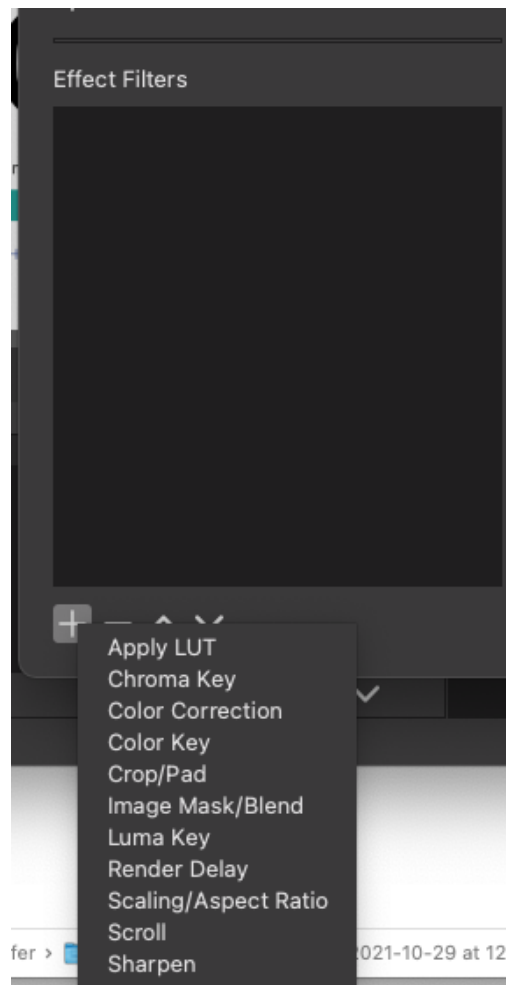 Effect Filters
Apply LUT
Chroma Key
Color Correction
Color Key
Crop/Pad
Image Mask/Blend
Luma Key
Render Delay
Scaling/Aspect Ratio
Scroll
fer › 2021-10-29 at 12
Sharpen